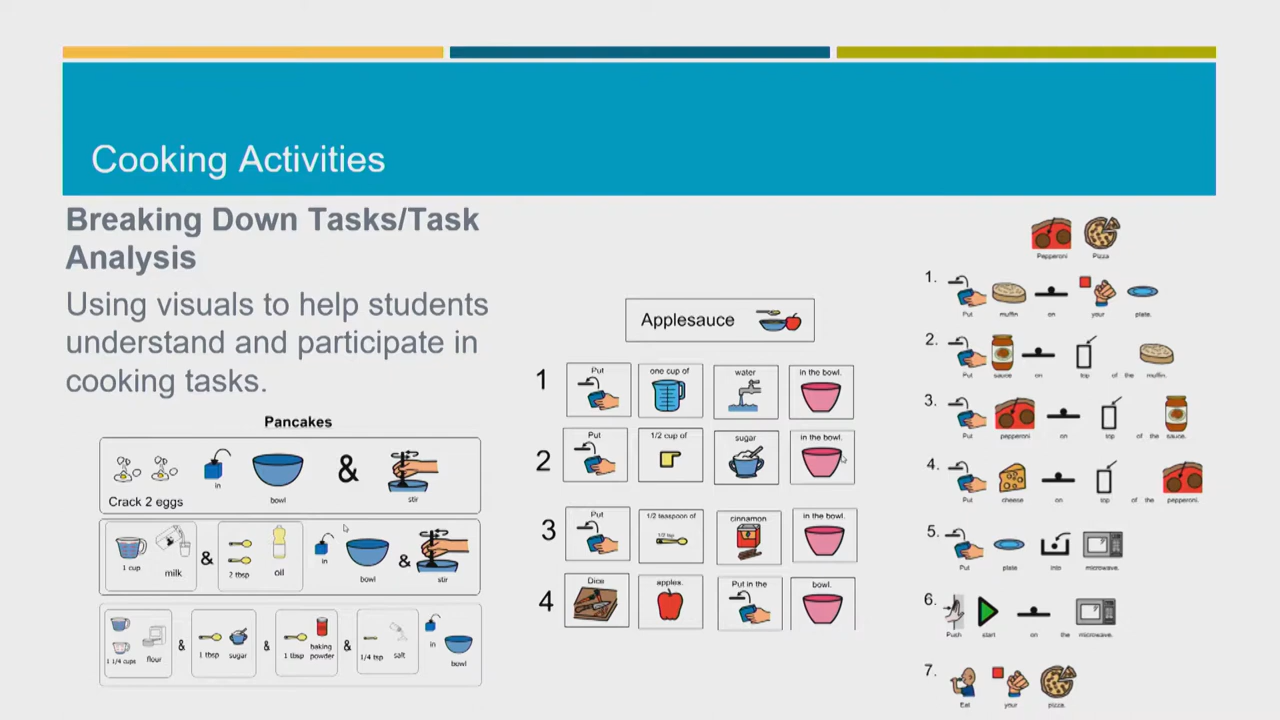 Cooking Activities
Breaking Down Tasks/Task
Analysis
Using visuals to help students
understand and participate in
cooking tasks.
Pancakes
Crack 2 eggs in bowl & stir
1 cup milk & 2 tbsp oil in bowl & stir
1 1/4 cups flour & 1 tbsp sugar & 1 tbsp baking powder & 1/4 tsp salt in bowl
Applesauce
1 Put one cup of water in the bowl.
2 Put 1/2 cup of sugar in the bowl.
3 Put 1/2 teaspoon of 1/2 tsp cinnamon in the bowl.
4 Dice apples. Put in the bowl.
Pepperoni Pizza
1. Put muffin on your plate.
2. Put sauce on top of the muffin.
3. Put pepperoni on top of the sauce.
4. Put cheese on top of the pepperoni.
5. Put plate into microwave.
6. Push start on the microwave.
7. Eat your pizza.